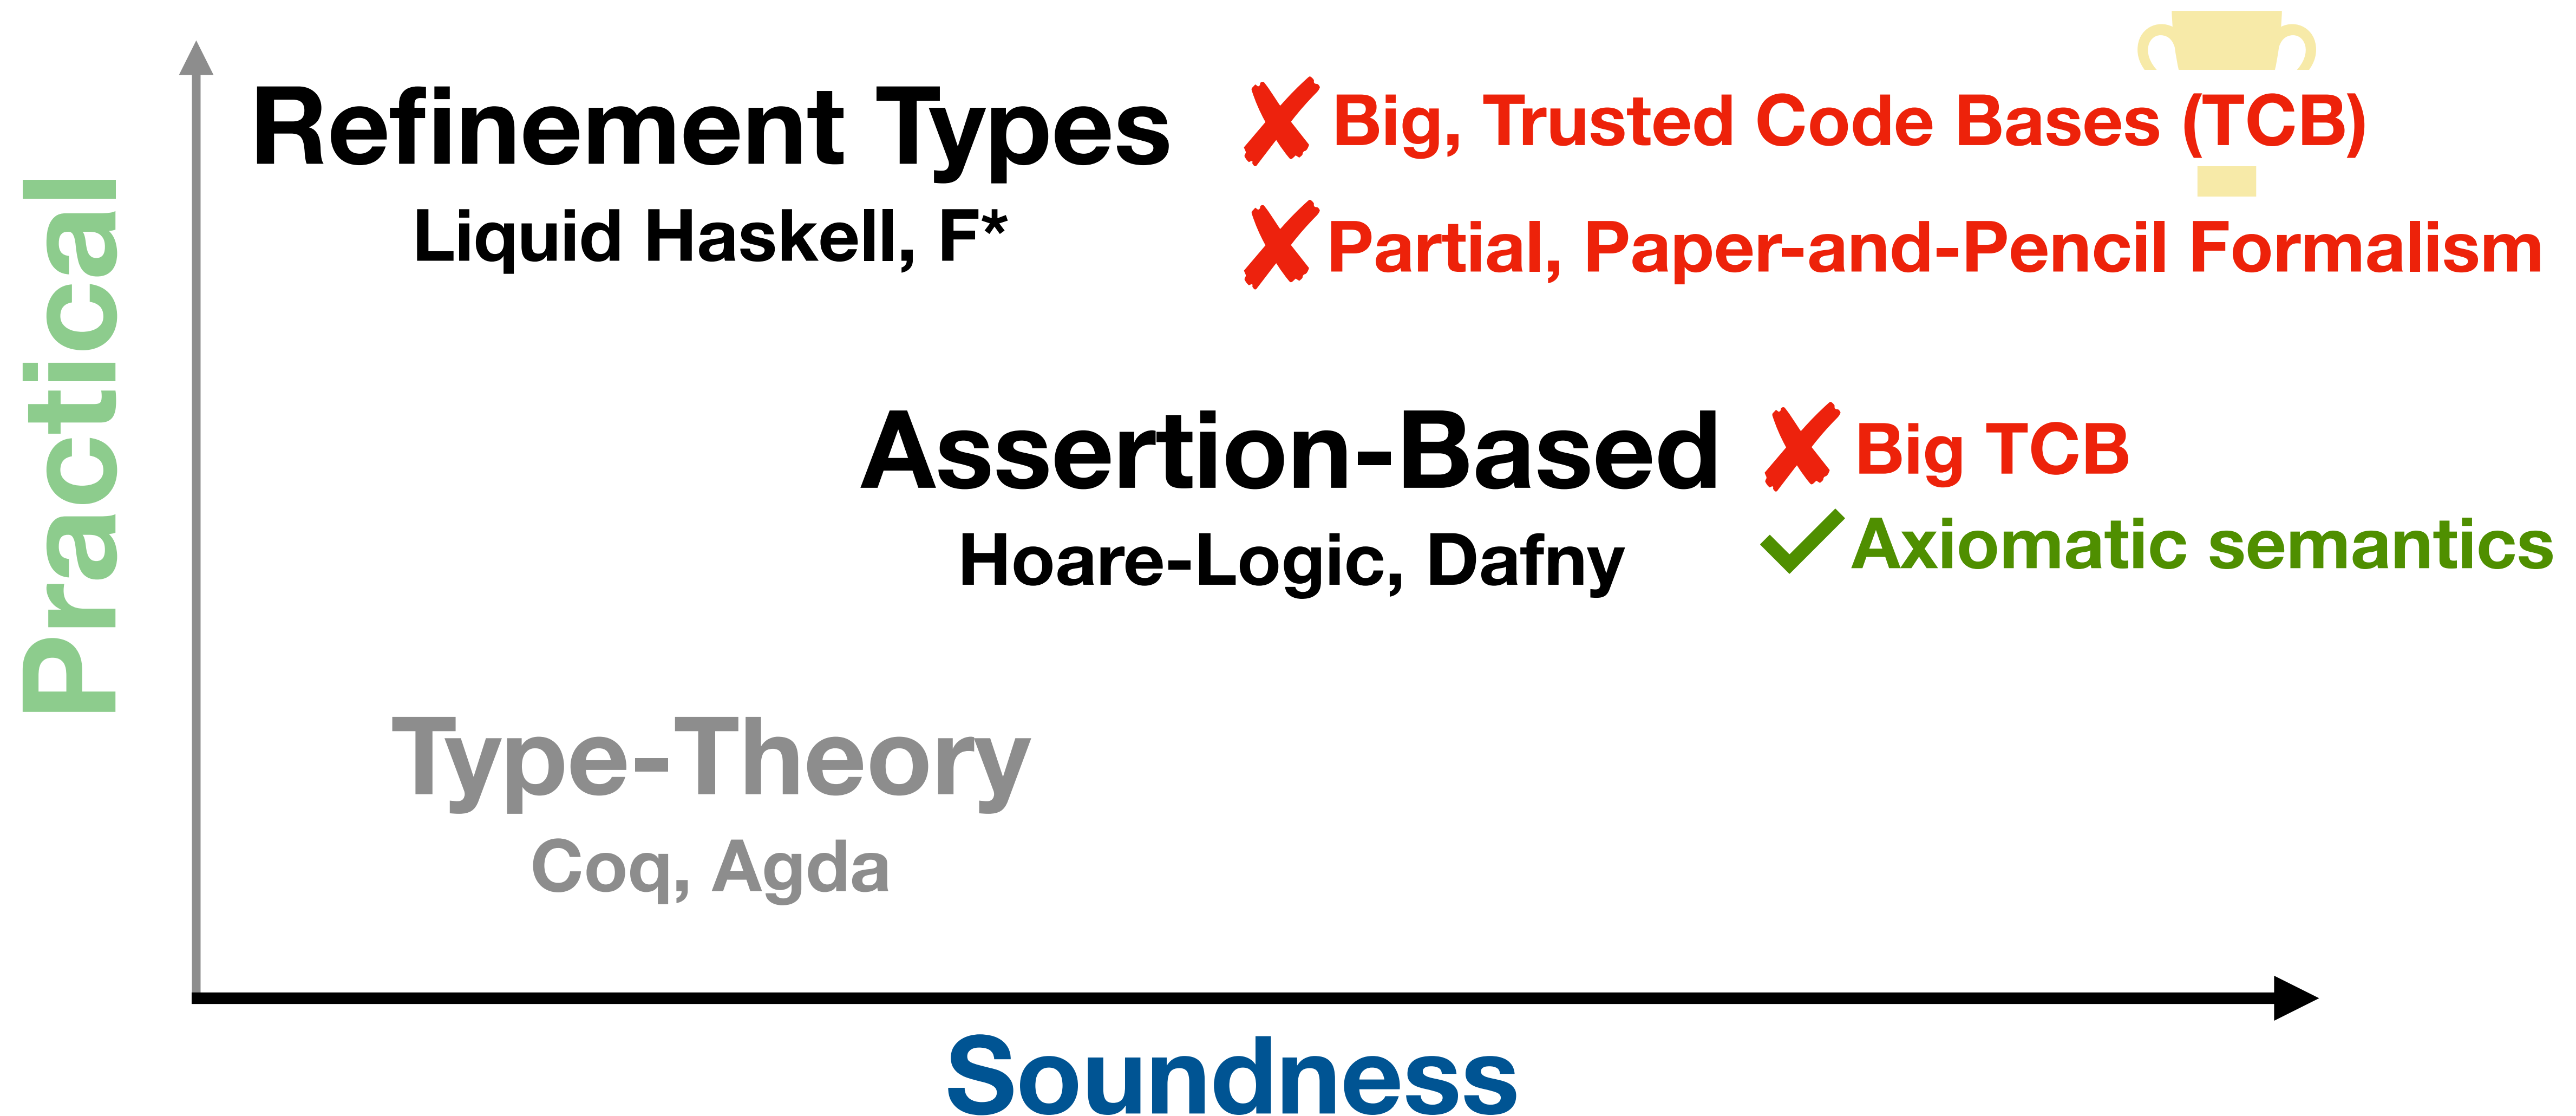 Practical
Refinement Types
Liquid Haskell, F*
✘ Big, Trusted Code Bases (TCB)
✘ Partial, Paper-and-Pencil Formalism
Assertion-Based
Hoare-Logic, Dafny
✘ Big TCB
✓ Axiomatic semantics
Type-Theory
Coq, Agda
Soundness